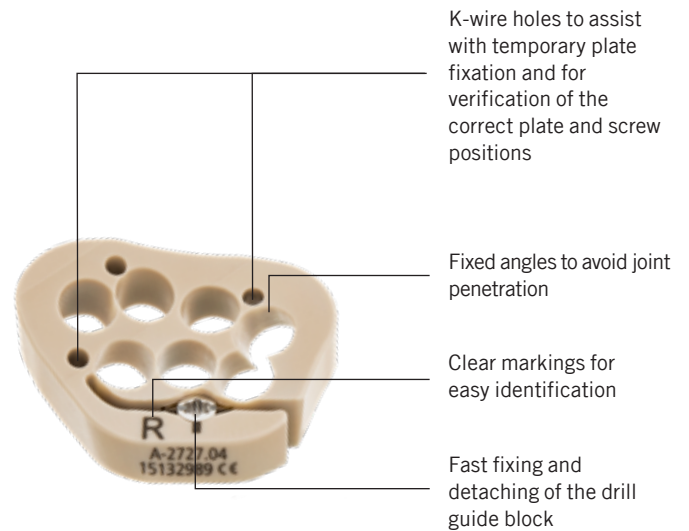 K-wire holes to assist
with temporary plate
fixation and for
verification of the
correct plate and screw
positions
Fixed angles to avoid joint
penetration
Clear markings for
easy identification
R
A-2727.04
15132989 C€
Fast fixing and
detaching of the drill
guide block